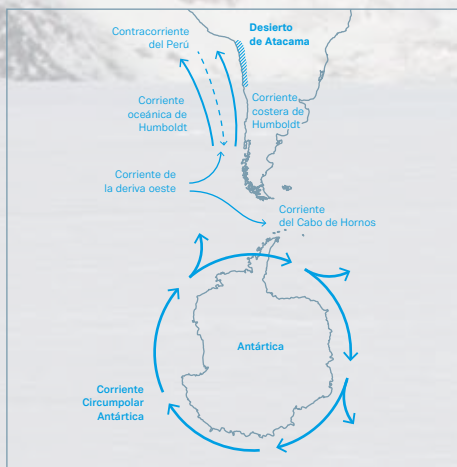 Contracorriente
del Perú
Desierto
de Atacama
Corriente
oceánica de
Humboldt
Corriente
costera de
Humboldt
Corriente de
la deriva oeste
Corriente
del Cabo de Hornos
Antártica
Corriente
Circumpolar
Antártica